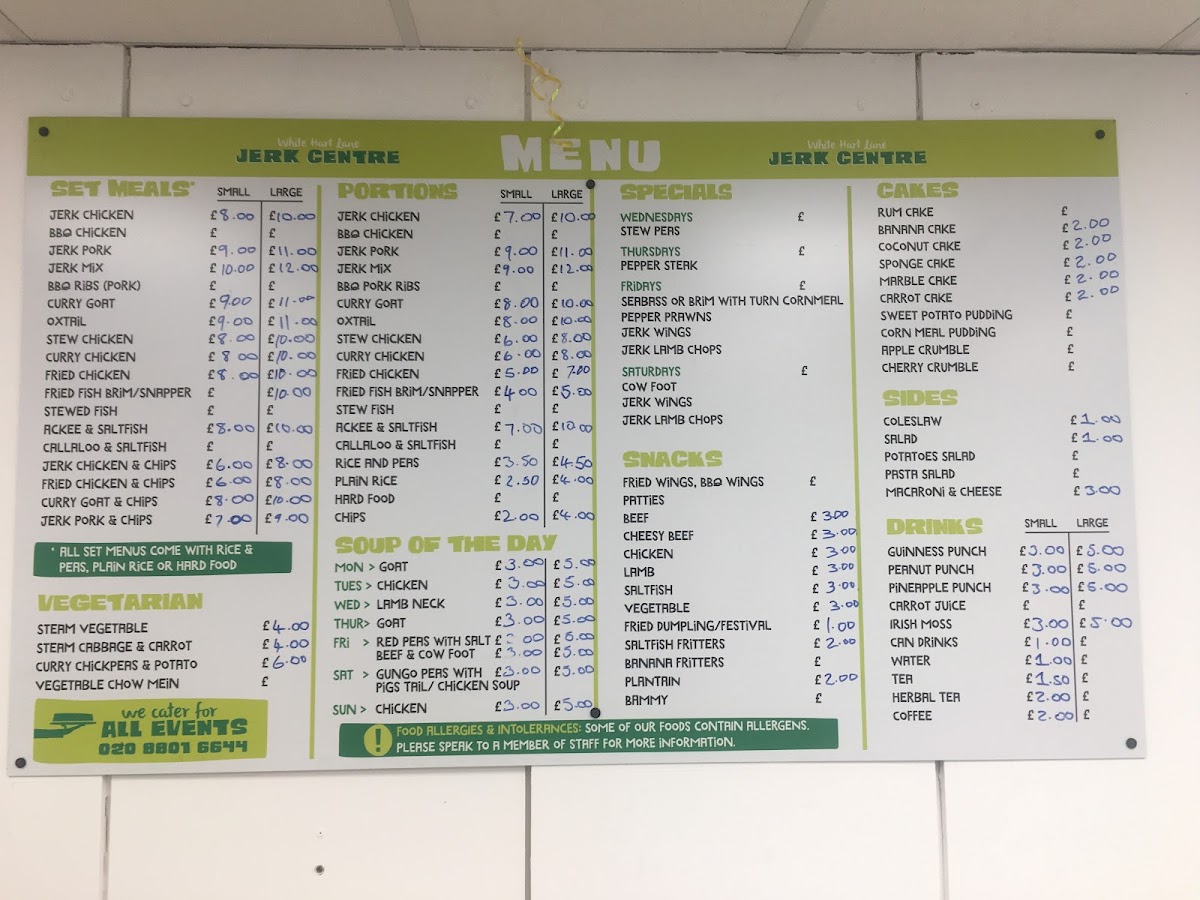 White Hart Lane
JERK CENTRE
MENU
White Hart Lane
JERK CENTRE
SET MEALS* SMALL LARGE
JERK CHICKEN £8.00 £10.00
BBQ CHICKEN £ £
JERK PORK £9.00 £11.00
JERK MIX £10.00 £12.00
BBQ RIBS (PORK) £ £
CURRY GOAT £9.00 £11.00
OXTAIL £9.00 £11.00
STEW CHICKEN £8.00 £10.00
CURRY CHICKEN £8 00 £10.00
FRIED CHICKEN £8.00 £10.00
FRIED FISH BRIM/SNAPPER £ £10.00
STEWED FISH £ £
ACKEE & SALTFISH £8.00 £10.00
CALLALOO & SALTFISH £ £
JERK CHICKEN & CHIPS £6.00 £8.00
FRIED CHICKEN & CHIPS £6.00 £8.00
CURRY GOAT & CHIPS £8.00 £10.00
JERK PORK & CHIPS £7.00 £9.00
* ALL SET MENUS COME WITH RICE &
PEAS, PLAIN RICE OR HARD FOOD
VEGETARIAN
STEAM VEGETABLE £4.00
STEAM CABBAGE & CARROT £4.00
CURRY CHICKPEAS & POTATO £6.00
VEGETABLE CHOW MEIN £
we cater for
ALL EVENTS
020 8801 6644
PORTIONS SMALL LARGE
JERK CHICKEN £7.00 £10.00
BBQ CHICKEN £ £
JERK PORK £9.00 £11.00
JERK MIX £9.00 £12.00
BBQ PORK RIBS £ £
CURRY GOAT £8.00 £10.00
OXTAIL £8.00 £10.00
STEW CHICKEN £6.00 £8.00
CURRY CHICKEN £6.00 £8.00
FRIED CHICKEN £5.00 £7.00
FRIED FISH BRIM/SNAPPER £4.00 £5.00
STEW FISH £ £
ACKEE & SALTFISH £7.00 £10.00
CALLALOO & SALTFISH £ £
RICE AND PEAS £3.50 £4.50
PLAIN RICE £2.50 £4.00
HARD FOOD £ £
CHIPS £2.00 £4.00
SOUP OF THE DAY
MON > GOAT £3.00 £5.00
TUES > CHICKEN £3.00 £5.00
WED > LAMB NECK £3.00 £5.00
THUR> GOAT £3.00 £5.00
FRI > RED PEAS WITH SALT £ £5.00
BEEF & COW FOOT £3.00 £5.00
SAT > GUNGO PEAS WITH £3.00 £5.00
PIGS TAIL/ CHICKEN SOUP
SUN > CHICKEN £3.00 £5.00
SPECIALS
WEDNESDAYS £
STEW PEAS
THURSDAYS £
PEPPER STEAK
FRIDAYS £
SEABASS OR BRIM WITH TURN CORNMEAL
PEPPER PRAWNS
JERK WINGS
JERK LAMB CHOPS
SATURDAYS £
COW FOOT
JERK WINGS
JERK LAMB CHOPS
SNACKS
FRIED WINGS, BBQ WINGS £
PATTIES
BEEF £3.00
CHEESY BEEF £3.00
CHICKEN £3.00
LAMB £3.00
SALTFISH £3.00
VEGETABLE £3.00
FRIED DUMPLING/FESTIVAL £1.00
SALTFISH FRITTERS £2.00
BANANA FRITTERS £
PLANTAIN £2.00
BAMMY £
! FOOD ALLERGIES & INTOLERANCES: SOME OF OUR FOODS CONTAIN ALLERGENS.
PLEASE SPEAK TO A MEMBER OF STAFF FOR MORE INFORMATION.
CAKES
RUM CAKE £
BANANA CAKE £2.00
COCONUT CAKE £2.00
SPONGE CAKE £2.00
MARBLE CAKE £2.00
CARROT CAKE £2.00
SWEET POTATO PUDDING £
CORN MEAL PUDDING £
APPLE CRUMBLE £
CHERRY CRUMBLE £
SIDES
COLESLAW £1.00
SALAD £1.00
POTATOES SALAD £
PASTA SALAD £
MACARONI & CHEESE £3.00
DRINKS SMALL LARGE
GUINNESS PUNCH £3.00 £5.00
PEANUT PUNCH £3.00 £5.00
PINEAPPLE PUNCH £3.00 £5.00
CARROT JUICE £ £
IRISH MOSS £3.00 £5.00
CAN DRINKS £1.00 £
WATER £1.00 £
TEA £1.50 £
HERBAL TEA £2.00 £
COFFEE £2.00 £